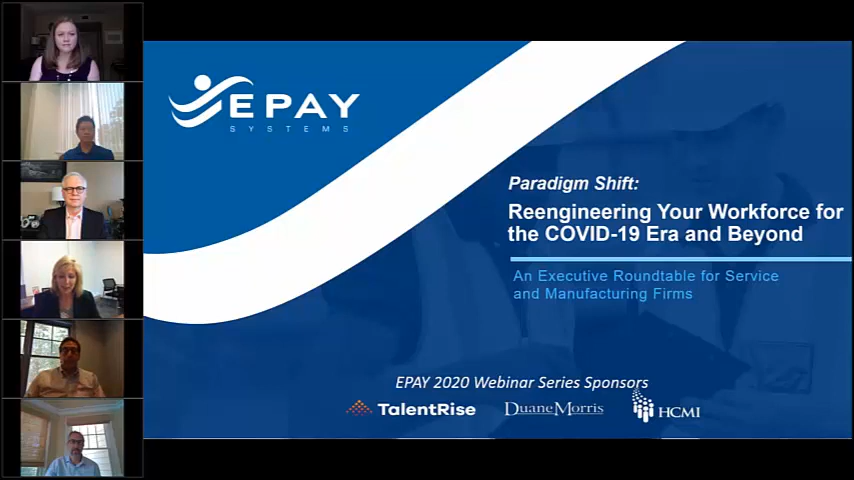 EPAY
SYSTEMS
Paradigm Shift:
Reengineering Your Workforce for
the COVID-19 Era and Beyond
An Executive Roundtable for Service
and Manufacturing Firms
EPAY 2020 Webinar Series Sponsors
TalentRise
DuaneMorris
HCMI